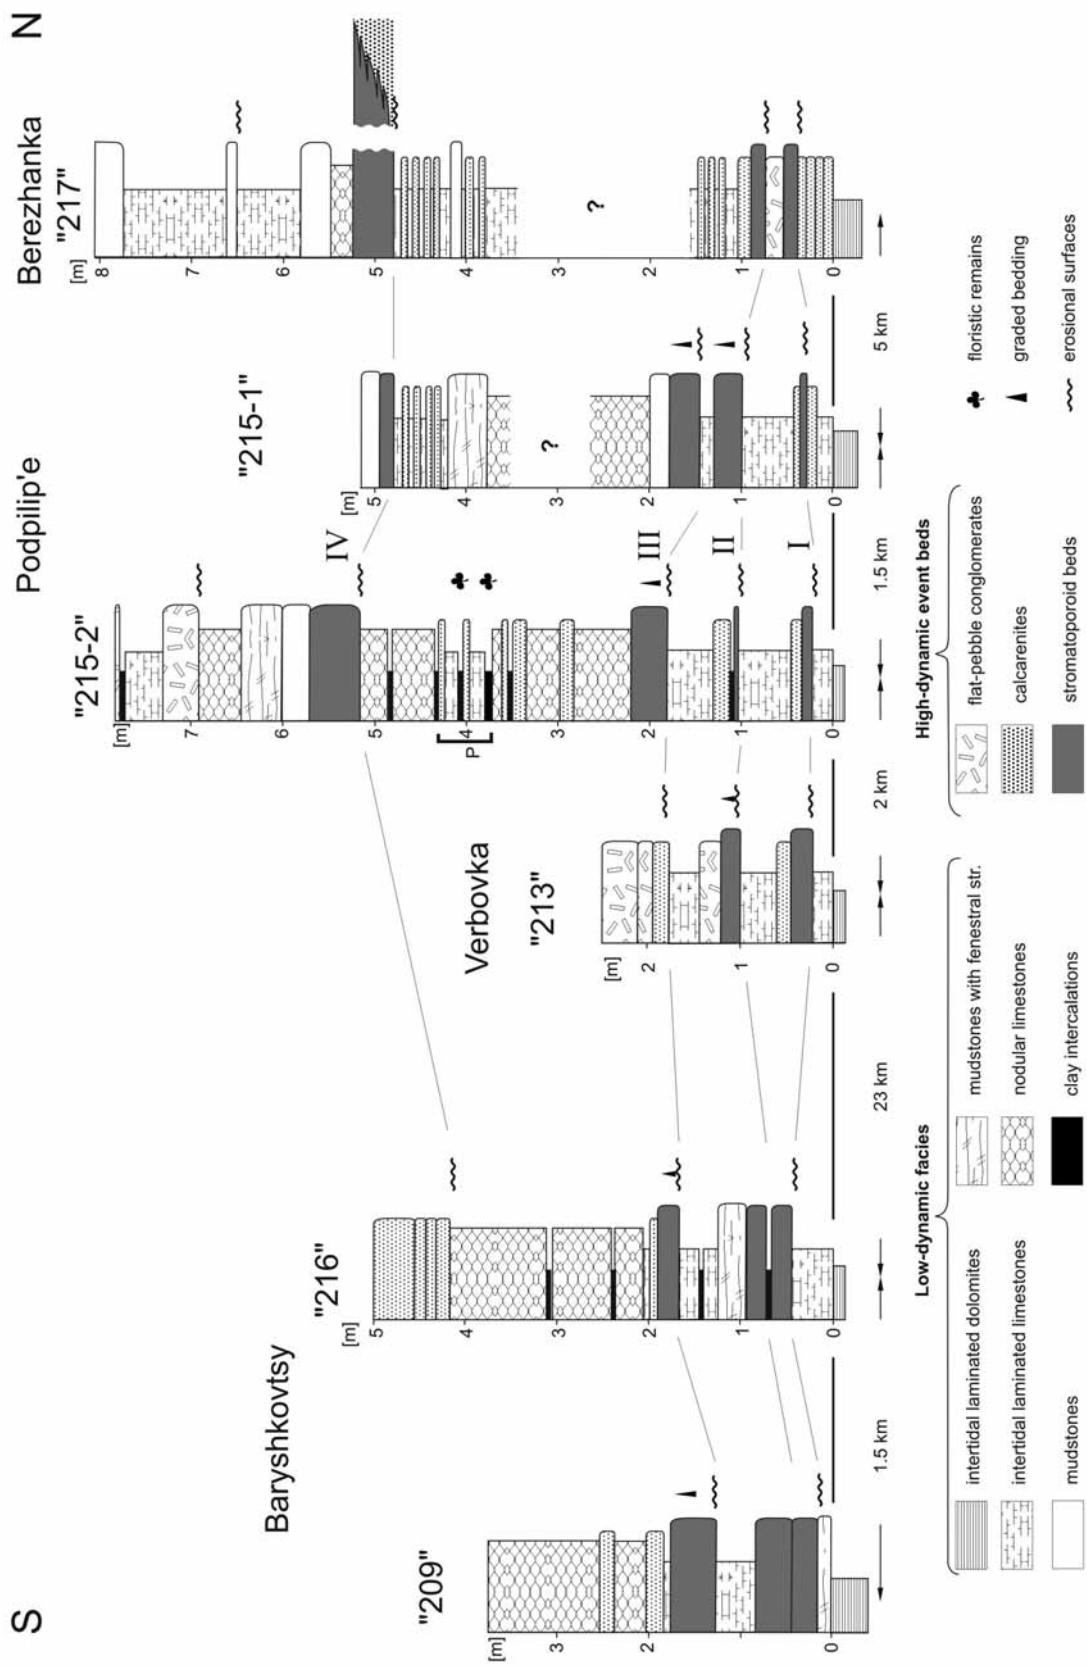 S
N
Baryshkovtsy
Verbovka
Podpilip'e
Berezhanka
"209"
"216"
"213"
"215-2"
"215-1"
"217"
[m]
3
2
1
0
[m]
5
4
3
2
1
0
[m]
2
1
0
[m]
7
6
5
4
3
2
1
0
P
IV
III
II
I
[m]
5
4
3
2
1
0
?
[m]
8
7
6
5
4
3
2
1
0
?
1.5 km
23 km
2 km
1.5 km
5 km
Low-dynamic facies
intertidal laminated dolomites
intertidal laminated limestones
mudstones
mudstones with fenestral str.
nodular limestones
clay intercalations
High-dynamic event beds
flat-pebble conglomerates
calcarenites
stromatoporoid beds
floristic remains
graded bedding
erosional surfaces